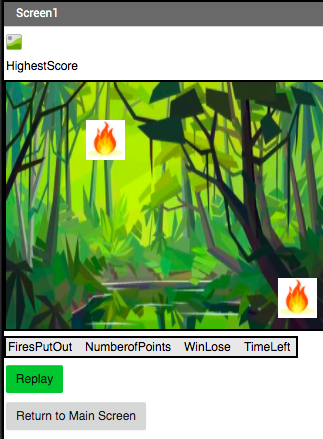 Screen1
HighestScore
FiresPutOut NumberofPoints WinLose TimeLeft
Replay
Return to Main Screen